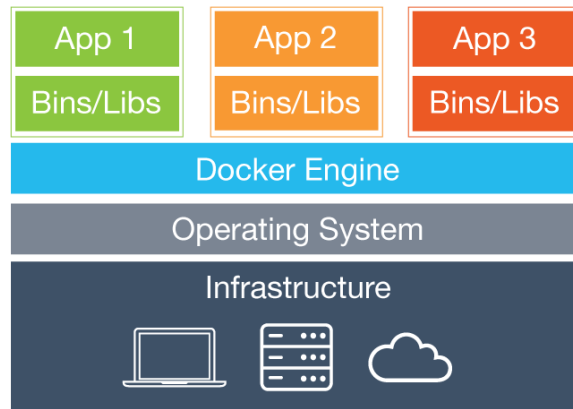 App 1
App 2
App 3
Bins/Libs
Bins/Libs
Bins/Libs
Docker Engine
Operating System
Infrastructure